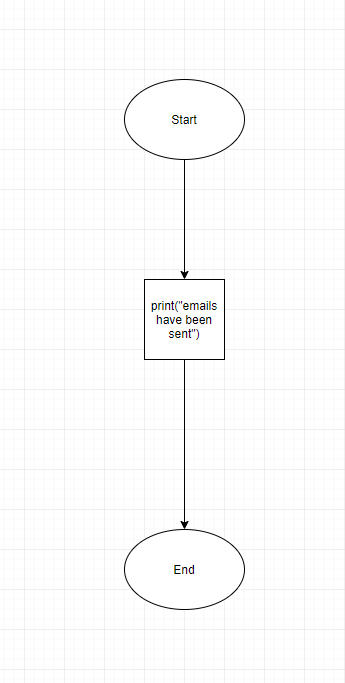 Start
print("emails
have been
sent")
End